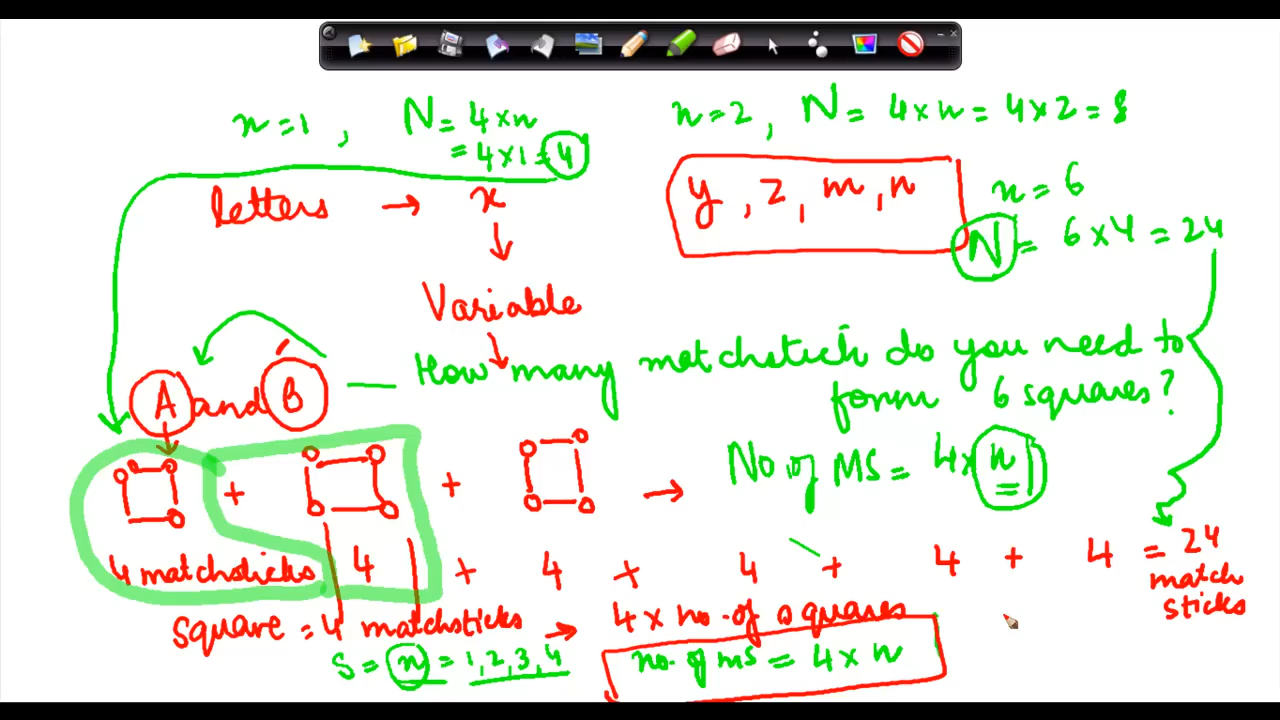 n=1, N= 4×n
= 4×1=4
n=2, N= 4×n= 4×2= 8
letters → x
y, z, m, n
n=6
N= 6×4=24
Variable
A and B — How many matchstich do you need to
form 6 squares?
No. of MS = 4×n
+ + →
4 matchsticks 4 + 4 + 4 + 4 + 4 = 24
match
sticks
square = 4 matchsticks → 4 × no. of squares
S = n = 1,2,3,4
no. of ms = 4×n